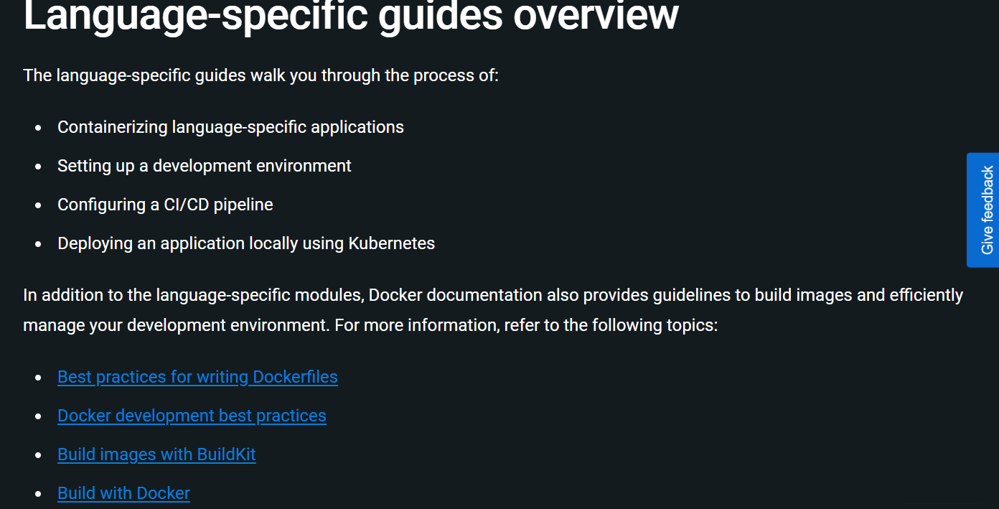 Language-specific guides overview
The language-specific guides walk you through the process of:
Containerizing language-specific applications
Setting up a development environment
Configuring a CI/CD pipeline
Deploying an application locally using Kubernetes
In addition to the language-specific modules, Docker documentation also provides guidelines to build images and efficiently
manage your development environment. For more information, refer to the following topics:
Best practices for writing Dockerfiles
Docker development best practices
Build images with BuildKit
Build with Docker
Give feedback